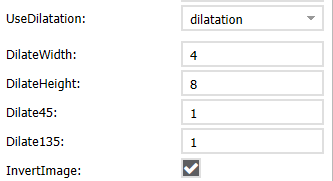 UseDilatation: dilatation
DilateWidth: 4
DilateHeight: 8
Dilate45: 1
Dilate135: 1
InvertImage: